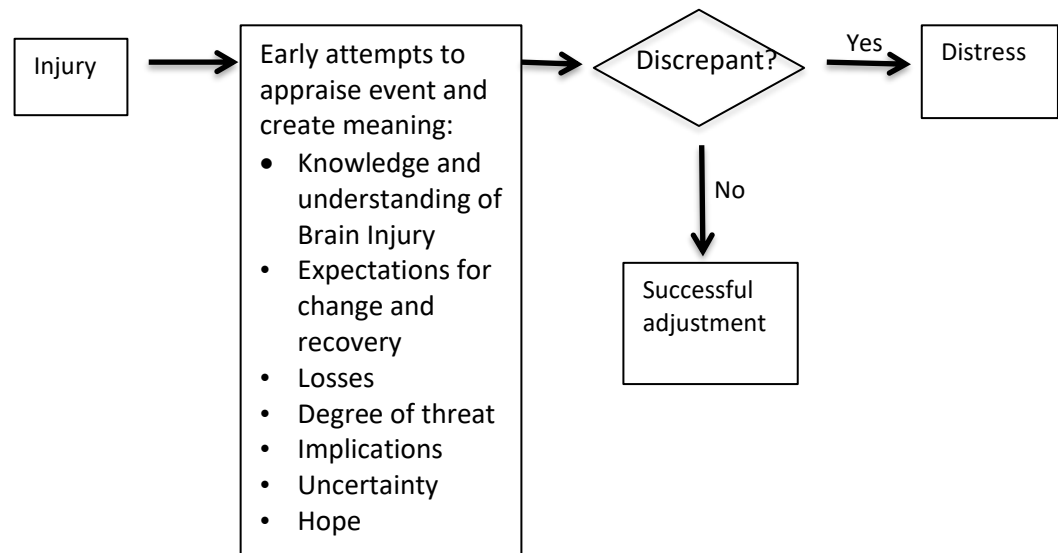 Injury
Early attempts to
appraise event and
create meaning:
• Knowledge and
understanding of
Brain Injury
• Expectations for
change and
recovery
• Losses
• Degree of threat
• Implications
• Uncertainty
• Hope
Discrepant?
Yes
Distress
No
Successful
adjustment